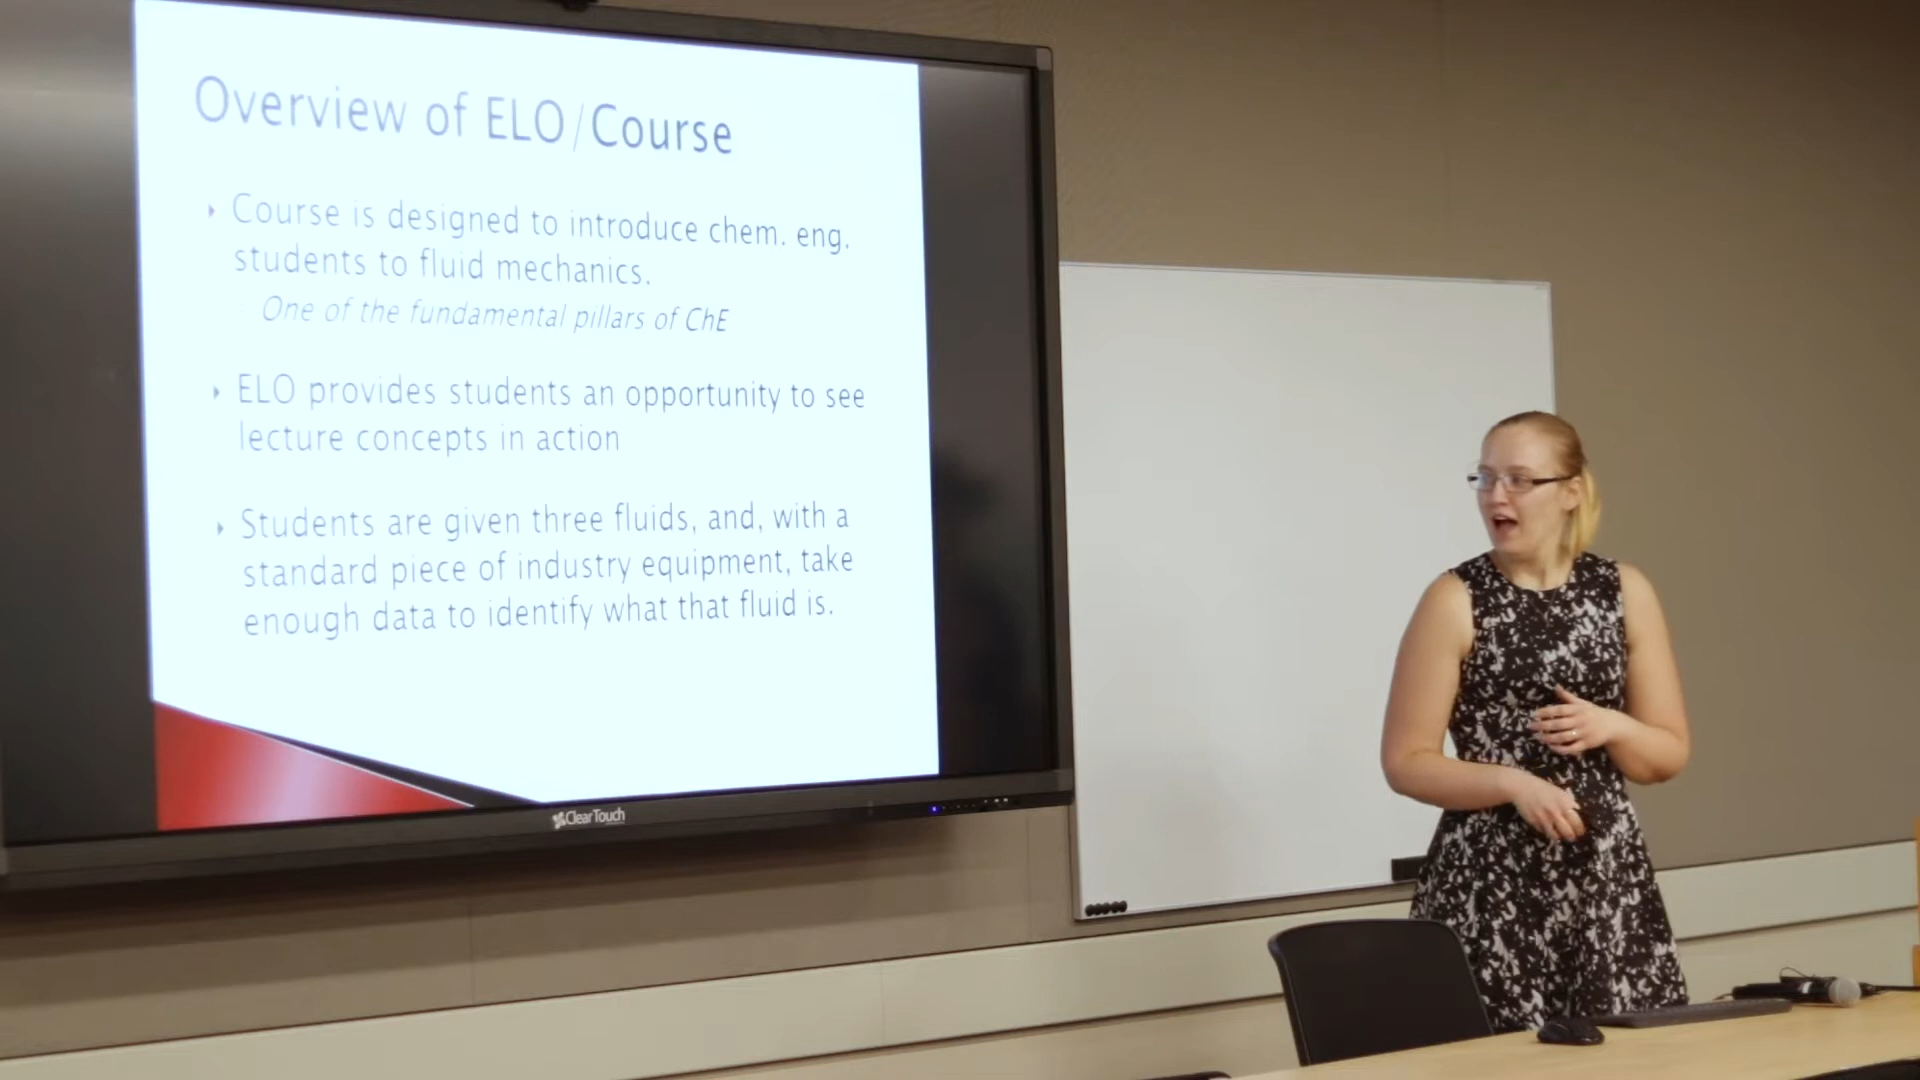 Overview of ELO/Course
Course is designed to introduce chem. eng.
students to fluid mechanics.
One of the fundamental pillars of ChE
ELO provides students an opportunity to see
lecture concepts in action
Students are given three fluids, and, with a
standard piece of industry equipment, take
enough data to identify what that fluid is.
ClearTouch